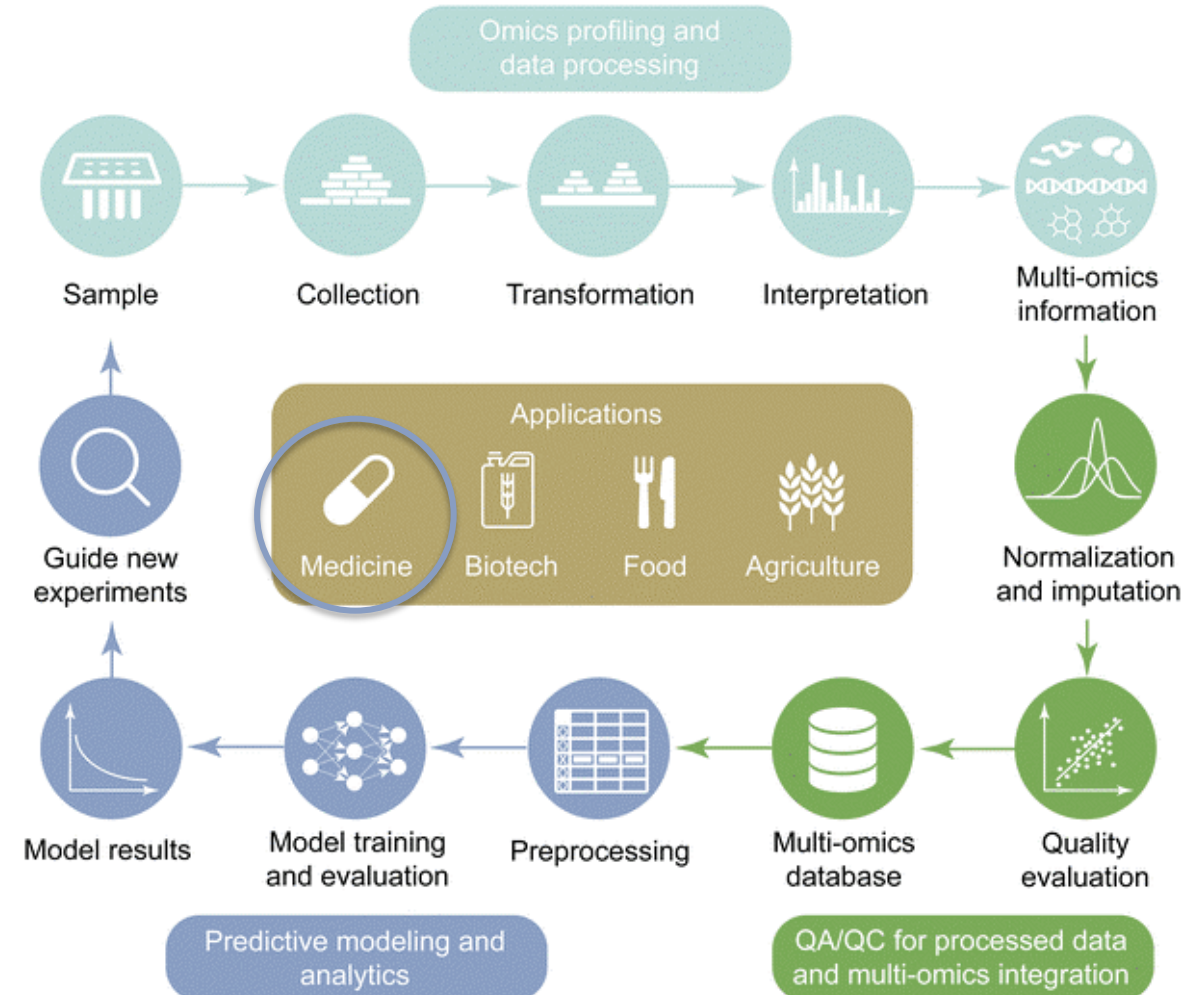 Omics profiling and
data processing
Sample
Collection
Transformation
Interpretation
Multi-omics
information
Applications
Medicine
Biotech
Food
Agriculture
Guide new
experiments
Normalization
and imputation
Model results
Model training
and evaluation
Preprocessing
Multi-omics
database
Quality
evaluation
Predictive modeling and
analytics
QA/QC for processed data
and multi-omics integration